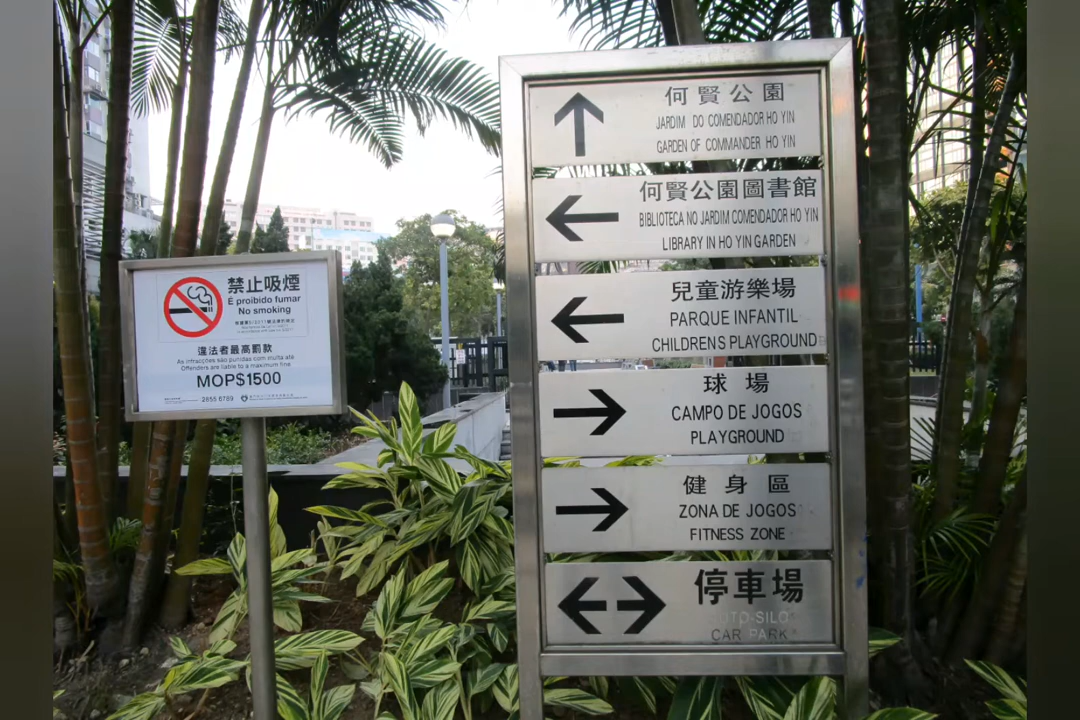 禁止吸煙
É proibido fumar
No smoking
違法者最高罰款
As infracções são punidas com multa até
Offenders are liable to a maximum fine
MOP$1500
2855 6789
何賢公園
JARDIM DO COMENDADOR HO YIN
GARDEN OF COMMANDER HO YIN
何賢公園圖書館
BIBLIOTECA NO JARDIM COMENDADOR HO YIN
LIBRARY IN HO YIN GARDEN
兒童游樂場
PARQUE INFANTIL
CHILDRENS PLAYGROUND
球場
CAMPO DE JOGOS
PLAYGROUND
健身區
ZONA DE JOGOS
FITNESS ZONE
停車場
UTO-SILO
CAR PARK